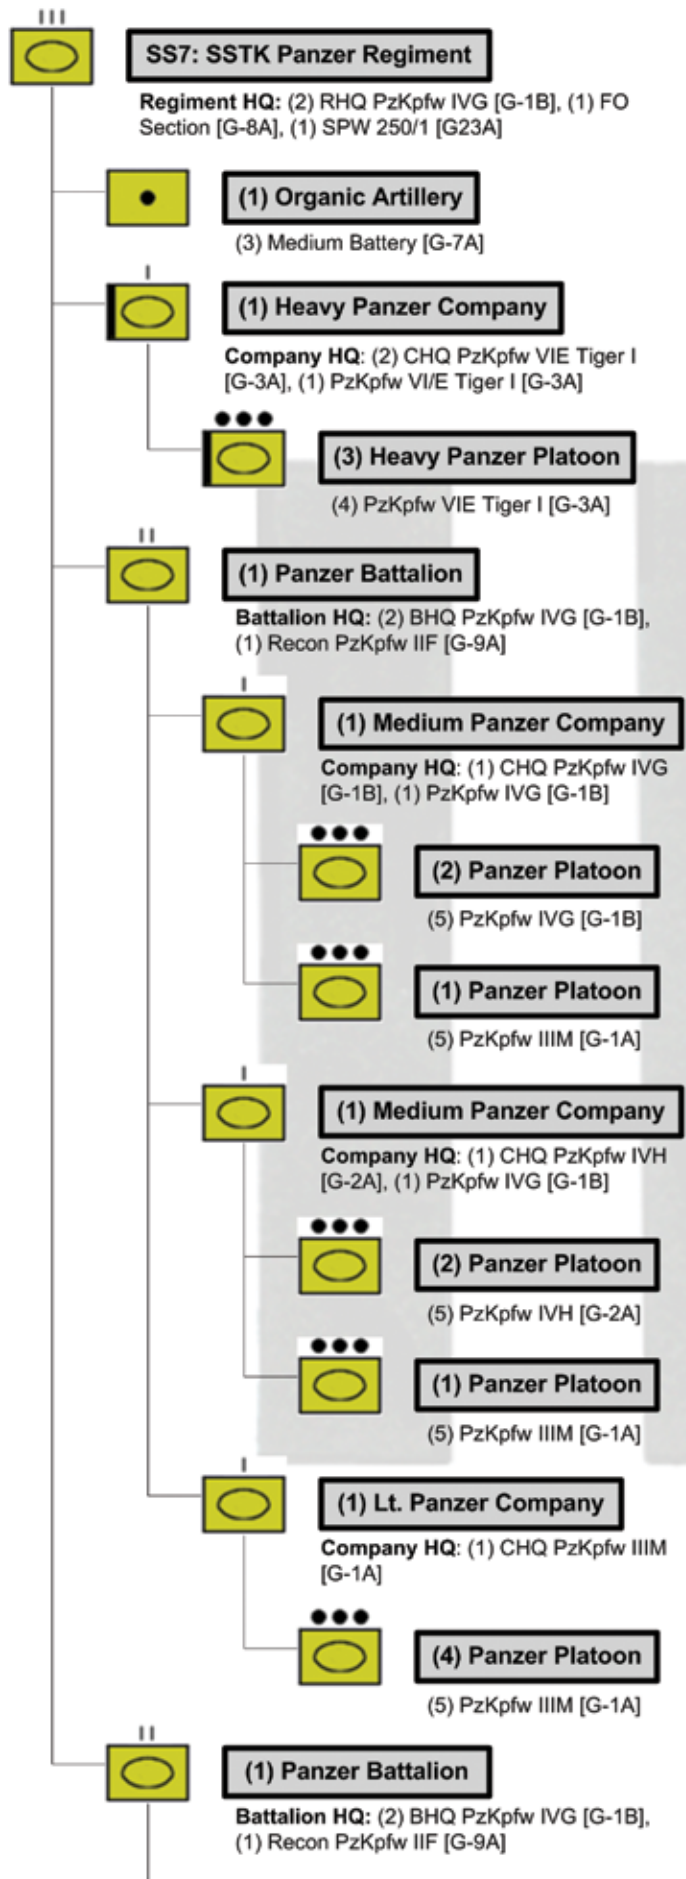 SS7: SSTK Panzer Regiment
Regiment HQ: (2) RHQ PzKpfw IVG [G-1B], (1) FO
Section [G-8A], (1) SPW 250/1 [G23A]
(1) Organic Artillery
(3) Medium Battery [G-7A]
(1) Heavy Panzer Company
Company HQ: (2) CHQ PzKpfw VIE Tiger I
[G-3A], (1) PzKpfw VI/E Tiger I [G-3A]
(3) Heavy Panzer Platoon
(4) PzKpfw VIE Tiger I [G-3A]
(1) Panzer Battalion
Battalion HQ: (2) BHQ PzKpfw IVG [G-1B],
(1) Recon PzKpfw IIF [G-9A]
(1) Medium Panzer Company
Company HQ: (1) CHQ PzKpfw IVG
[G-1B], (1) PzKpfw IVG [G-1B]
(2) Panzer Platoon
(5) PzKpfw IVG [G-1B]
(1) Panzer Platoon
(5) PzKpfw IIIM [G-1A]
(1) Medium Panzer Company
Company HQ: (1) CHQ PzKpfw IVH
[G-2A], (1) PzKpfw IVG [G-1B]
(2) Panzer Platoon
(5) PzKpfw IVH [G-2A]
(1) Panzer Platoon
(5) PzKpfw IIIM [G-1A]
(1) Lt. Panzer Company
Company HQ: (1) CHQ PzKpfw IIIM
[G-1A]
(4) Panzer Platoon
(5) PzKpfw IIIM [G-1A]
(1) Panzer Battalion
Battalion HQ: (2) BHQ PzKpfw IVG [G-1B],
(1) Recon PzKpfw IIF [G-9A]